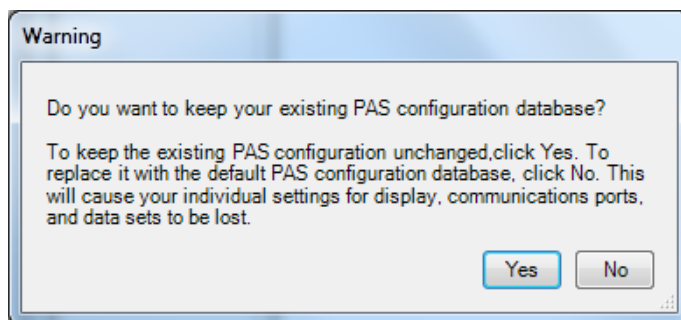 Warning
Do you want to keep your existing PAS configuration database?
To keep the existing PAS configuration unchanged,click Yes. To
replace it with the default PAS configuration database, click No. This
will cause your individual settings for display, communications ports,
and data sets to be lost.
Yes No